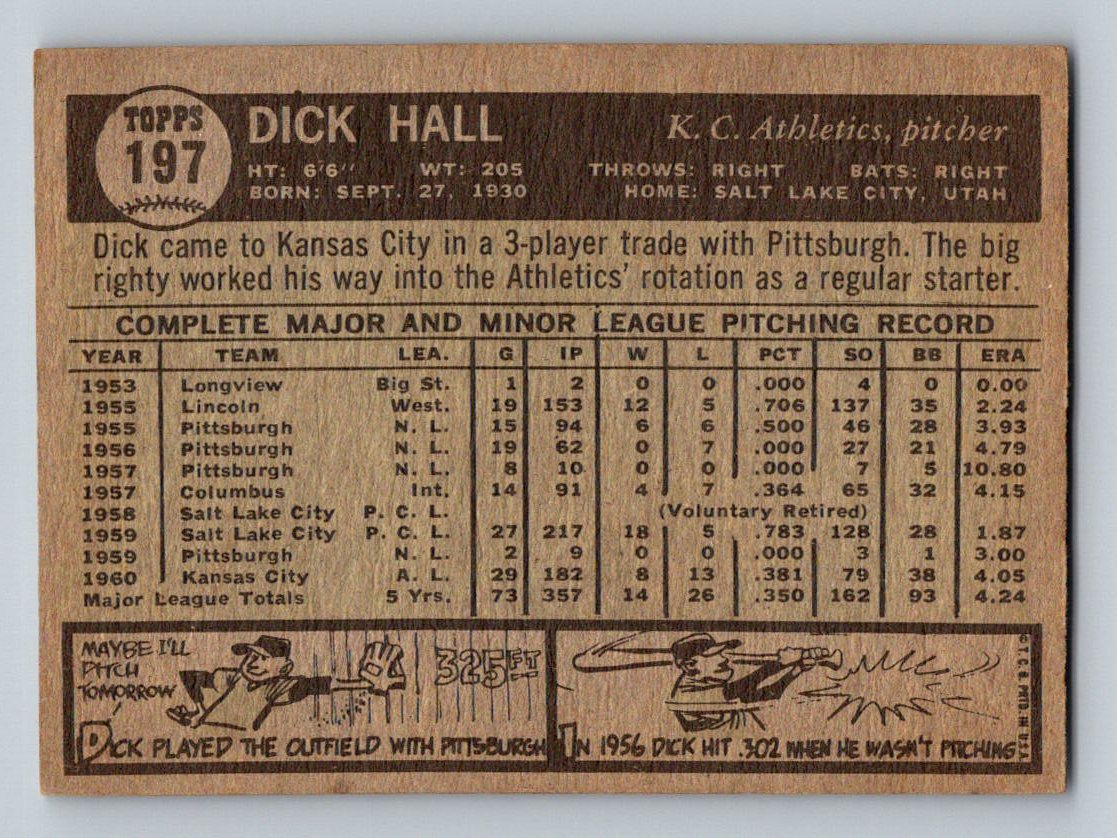 TOPPS
197
DICK HALL
K. C. Athletics, pitcher
HT: 6'6" WT: 205 THROWS: RIGHT BATS: RIGHT
BORN: SEPT. 27, 1930 HOME: SALT LAKE CITY, UTAH
Dick came to Kansas City in a 3-player trade with Pittsburgh. The big
righty worked his way into the Athletics' rotation as a regular starter.
COMPLETE MAJOR AND MINOR LEAGUE PITCHING RECORD
YEAR TEAM LEA. G IP W L PCT SO BB ERA
1953 Longview Big St. 1 2 0 0 .000 4 0 0.00
1955 Lincoln West. 19 153 12 5 .706 137 35 2.24
1955 Pittsburgh N. L. 15 94 6 6 .500 46 28 3.93
1956 Pittsburgh N. L. 19 62 0 7 .000 27 21 4.79
1957 Pittsburgh N. L. 8 10 0 0 .000 7 5 10.80
1957 Columbus Int. 14 91 4 7 .364 65 32 4.15
1958 Salt Lake City P. C. L. (Voluntary Retired)
1959 Salt Lake City P. C. L. 27 217 18 5 .783 128 28 1.87
1959 Pittsburgh N. L. 2 9 0 0 .000 3 1 3.00
1960 Kansas City A. L. 29 182 8 13 .381 79 38 4.05
Major League Totals 5 Yrs. 73 357 14 26 .350 162 93 4.24
MAYBE I'LL
PITCH
TOMORROW
325 FT
DICK PLAYED THE OUTFIELD WITH PITTSBURGH
IN 1956 DICK HIT .302 WHEN HE WASN'T PITCHING
© T.C.G. PRTD. IN U.S.A.